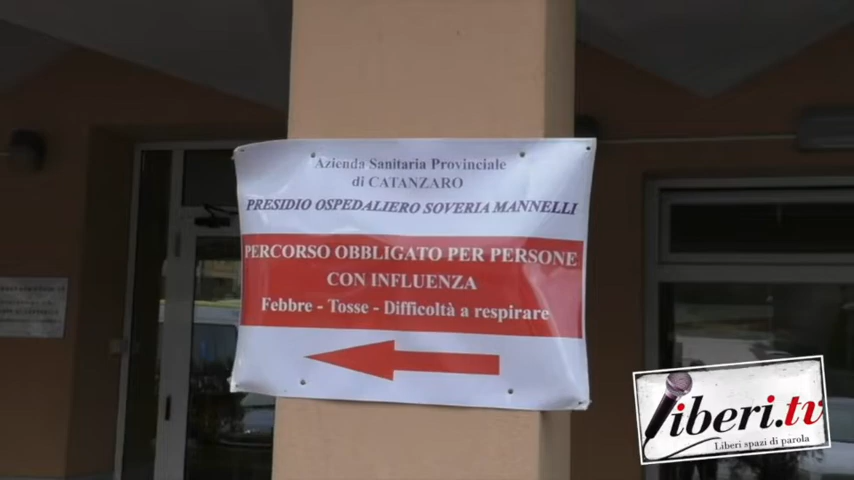 Azienda Sanitaria Provinciale
di CATANZARO
PRESIDIO OSPEDALIERO SOVERIA MANNELLI
PERCORSO OBBLIGATO PER PERSONE
CON INFLUENZA
Febbre - Tosse - Difficoltà a respirare
liberi.tv
Liberi spazi di parola